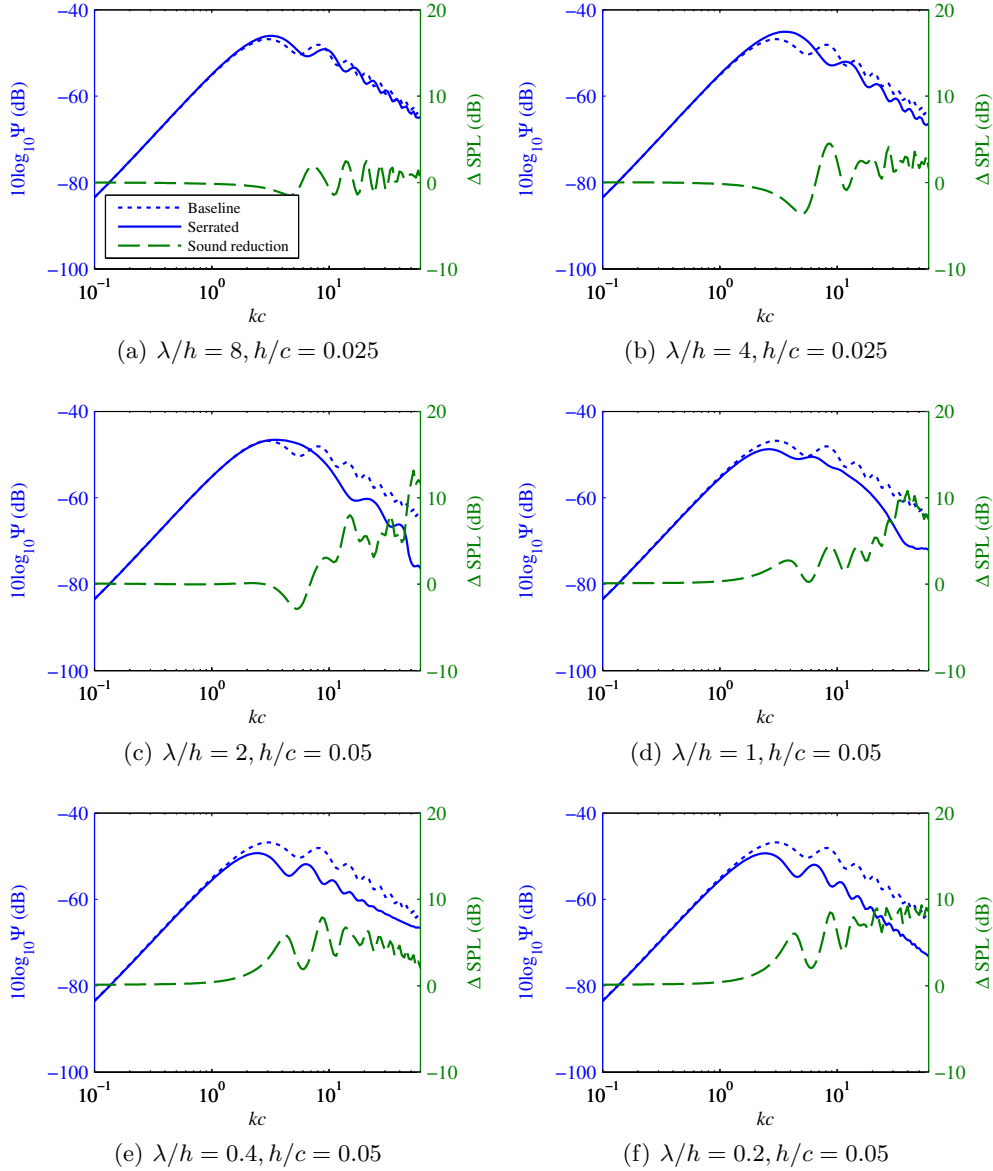 −40
−60
−80
−100
10log₁₀Ψ (dB)
20
10
0
−10
Δ SPL (dB)
Baseline
Serrated
Sound reduction
10⁻¹ 10⁰ 10¹
kc
(a) λ/h = 8, h/c = 0.025
−40
−60
−80
−100
10log₁₀Ψ (dB)
20
10
0
−10
Δ SPL (dB)
10⁻¹ 10⁰ 10¹
kc
(b) λ/h = 4, h/c = 0.025
−40
−60
−80
−100
10log₁₀Ψ (dB)
20
10
0
−10
Δ SPL (dB)
10⁻¹ 10⁰ 10¹
kc
(c) λ/h = 2, h/c = 0.05
−40
−60
−80
−100
10log₁₀Ψ (dB)
20
10
0
−10
Δ SPL (dB)
10⁻¹ 10⁰ 10¹
kc
(d) λ/h = 1, h/c = 0.05
−40
−60
−80
−100
10log₁₀Ψ (dB)
20
10
0
−10
Δ SPL (dB)
10⁻¹ 10⁰ 10¹
kc
(e) λ/h = 0.4, h/c = 0.05
−40
−60
−80
−100
10log₁₀Ψ (dB)
20
10
0
−10
Δ SPL (dB)
10⁻¹ 10⁰ 10¹
kc
(f) λ/h = 0.2, h/c = 0.05